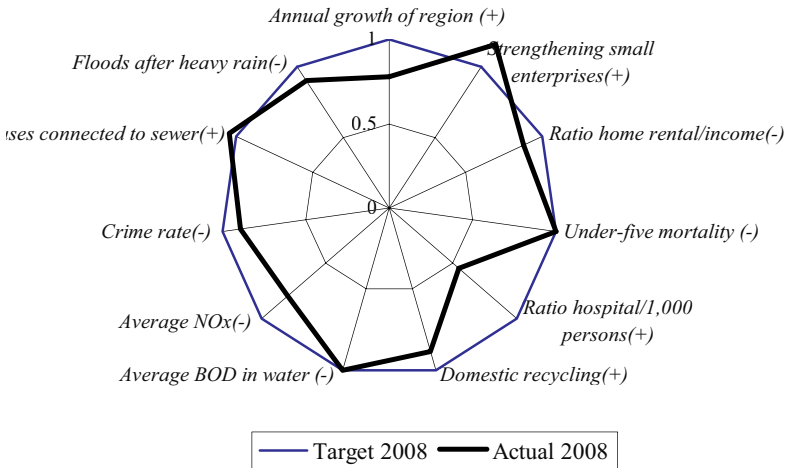 Annual growth of region (+)
1
Strengthening small
enterprises(+)
Floods after heavy rain(-)
0.5
connected to sewer(+)
Ratio home rental/income(-)
0
Crime rate(-)
Under-five mortality (-)
Average NOx(-)
Ratio hospital/1,000
persons(+)
Average BOD in water (-)
Domestic recycling(+)
Target 2008
Actual 2008